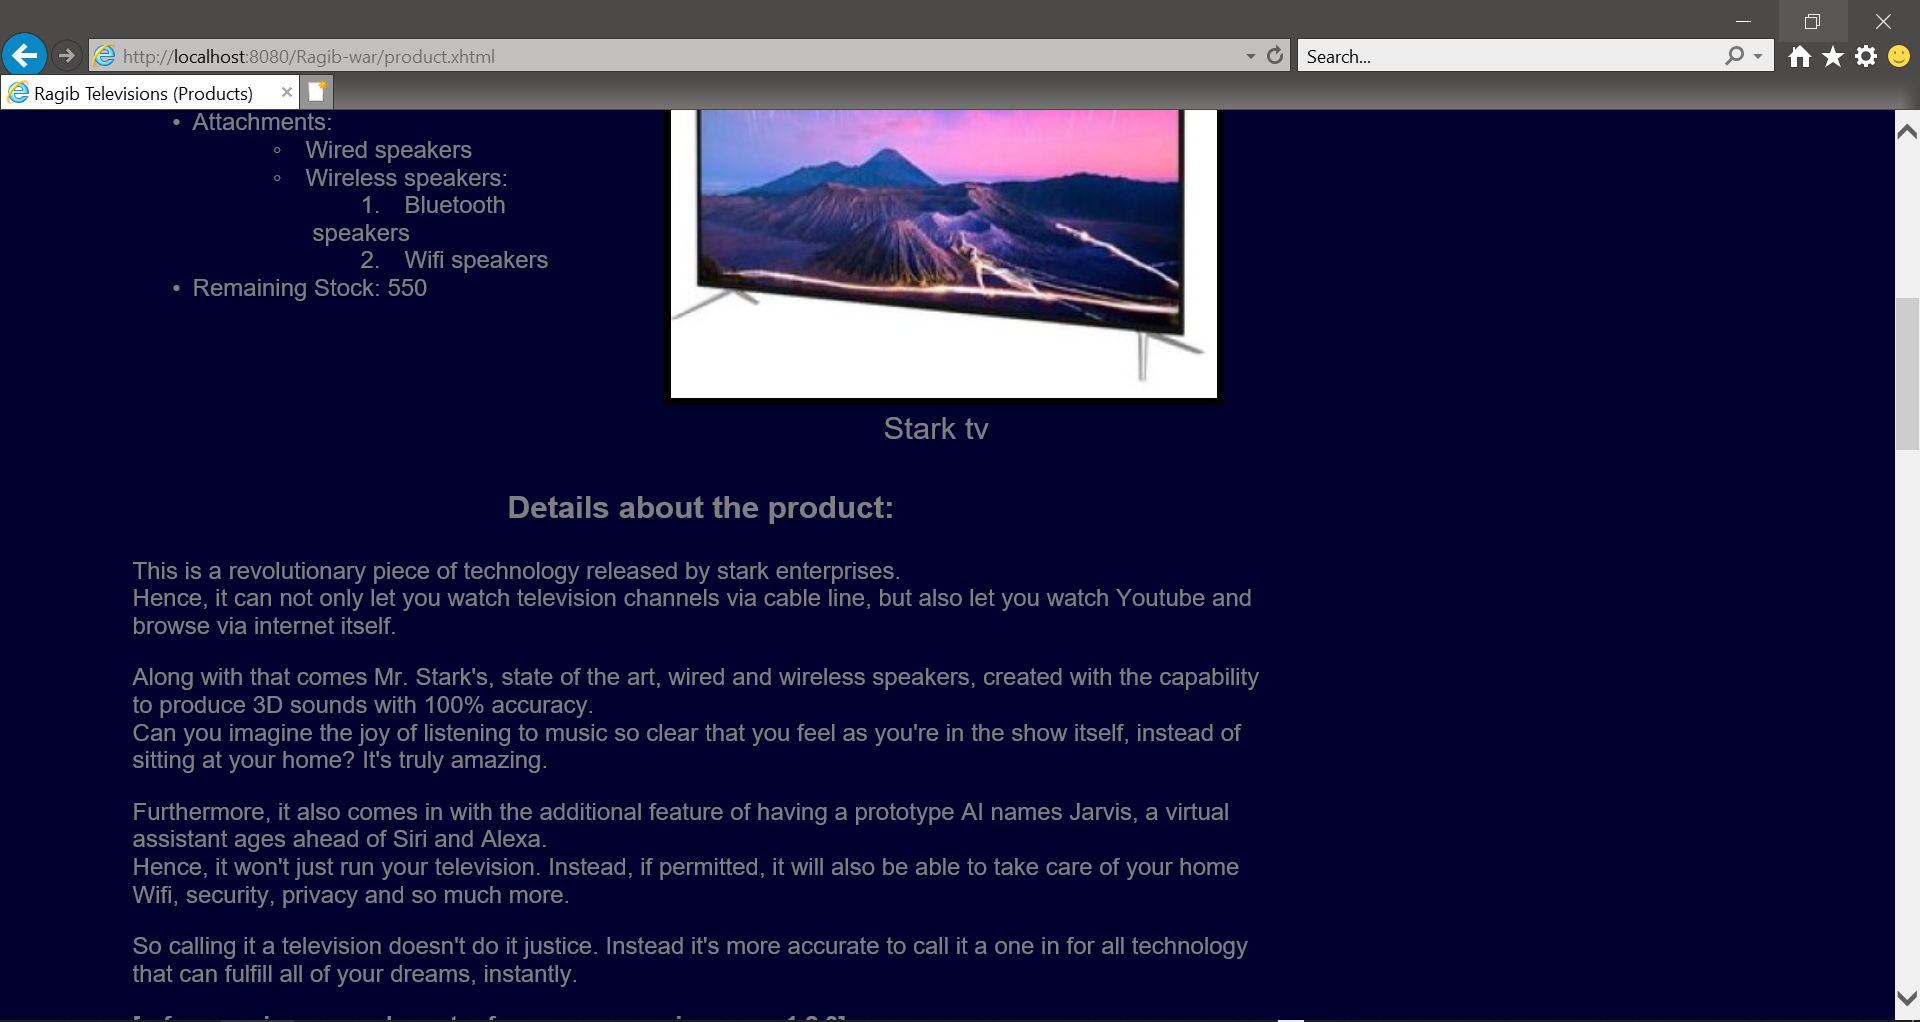 http://localhost:8080/Ragib-war/product.xhtml
Search...
Ragib Televisions (Products)
• Attachments:
◦ Wired speakers
◦ Wireless speakers:
1. Bluetooth
speakers
2. Wifi speakers
• Remaining Stock: 550
Stark tv
Details about the product:
This is a revolutionary piece of technology released by stark enterprises.
Hence, it can not only let you watch television channels via cable line, but also let you watch Youtube and
browse via internet itself.
Along with that comes Mr. Stark's, state of the art, wired and wireless speakers, created with the capability
to produce 3D sounds with 100% accuracy.
Can you imagine the joy of listening to music so clear that you feel as you're in the show itself, instead of
sitting at your home? It's truly amazing.
Furthermore, it also comes in with the additional feature of having a prototype AI names Jarvis, a virtual
assistant ages ahead of Siri and Alexa.
Hence, it won't just run your television. Instead, if permitted, it will also be able to take care of your home
Wifi, security, privacy and so much more.
So calling it a television doesn't do it justice. Instead it's more accurate to call it a one in for all technology
that can fulfill all of your dreams, instantly.